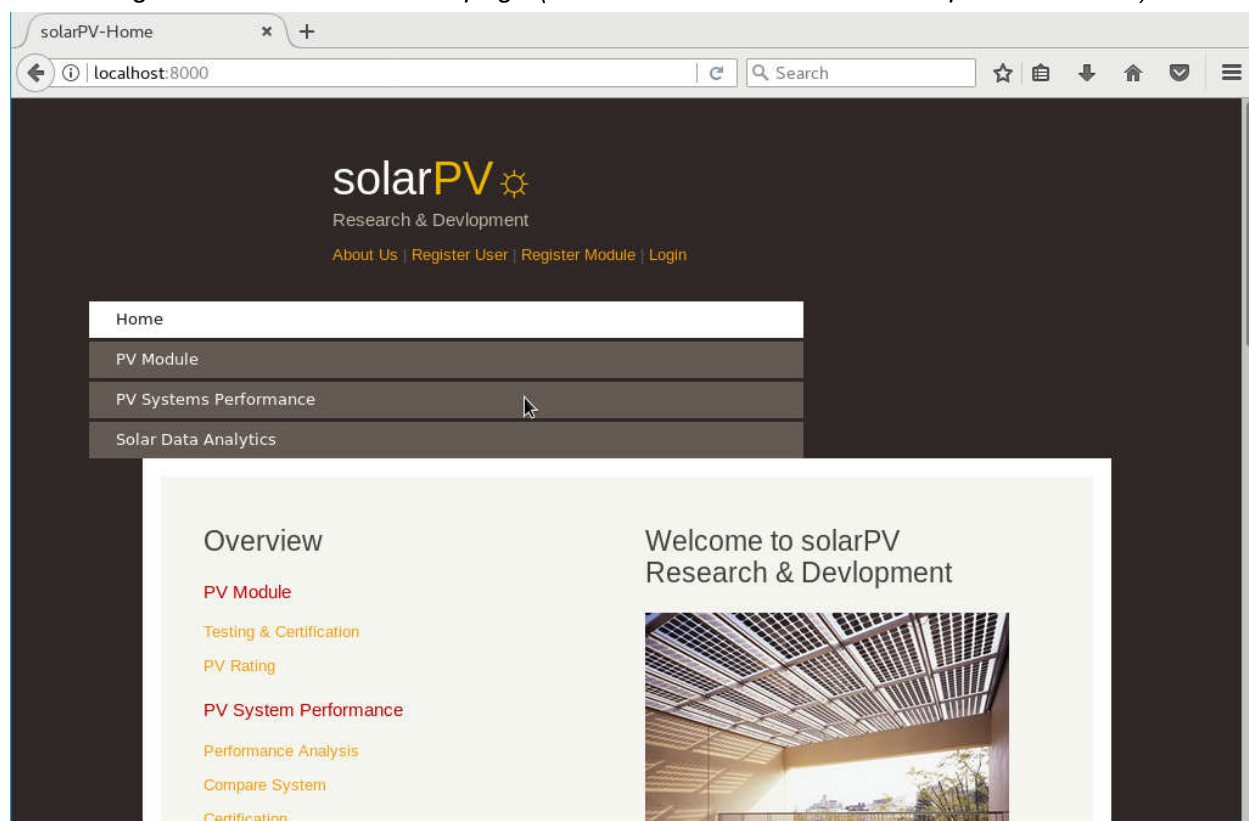 solarPV-Home
localhost:8000
Search
solarPV
Research & Devlopment
About Us | Register User | Register Module | Login
Home
PV Module
PV Systems Performance
Solar Data Analytics
Overview
PV Module
Testing & Certification
PV Rating
PV System Performance
Performance Analysis
Compare System
Certification
Welcome to solarPV
Research & Devlopment